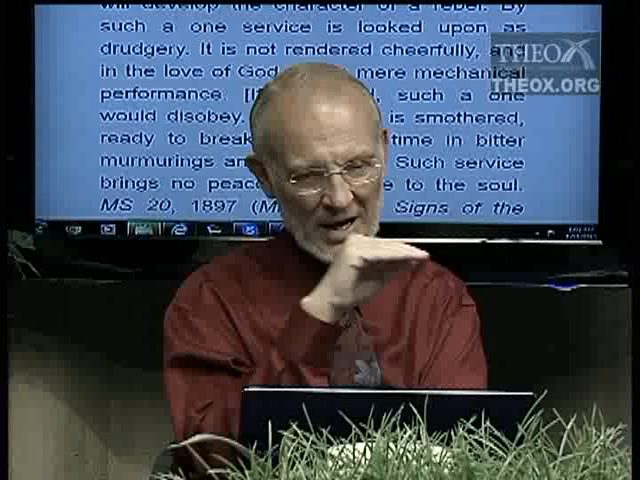 will develop the character of a rebel. By
such a one service is looked upon as
drudgery. It is not rendered cheerfully, and
in the love of God mere mechanical
performance. such a one
would disobey. is smothered,
ready to break time in bitter
murmurings Such service
brings no peace to the soul.
MS 20, 1897 Signs of the
THEOX
THEOX.ORG